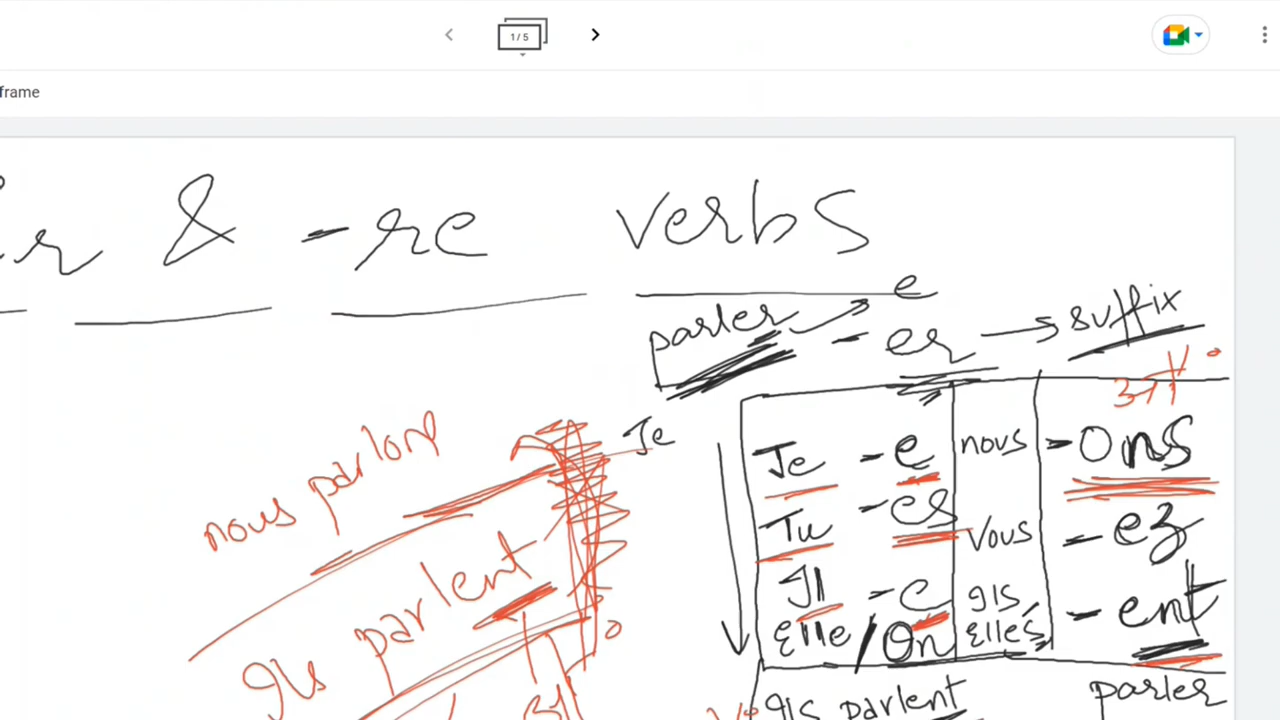 1 / 5
frame
& -re verbs
parler → e
- er → suffix
nous parlons
Je
Je -e nous -ons
Tu -es Vous -ez
Il -e Ils -ent
Elle / On Elles
Ils parlent
Ils parlent
parler